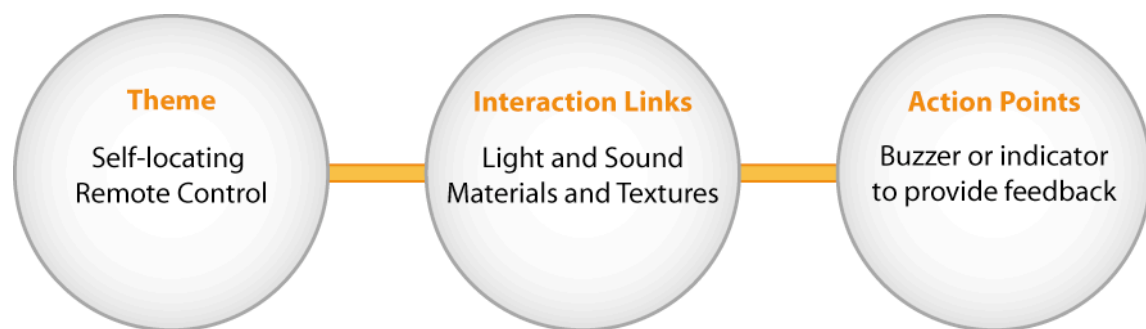 Theme
Self-locating
Remote Control
Interaction Links
Light and Sound
Materials and Textures
Action Points
Buzzer or indicator
to provide feedback